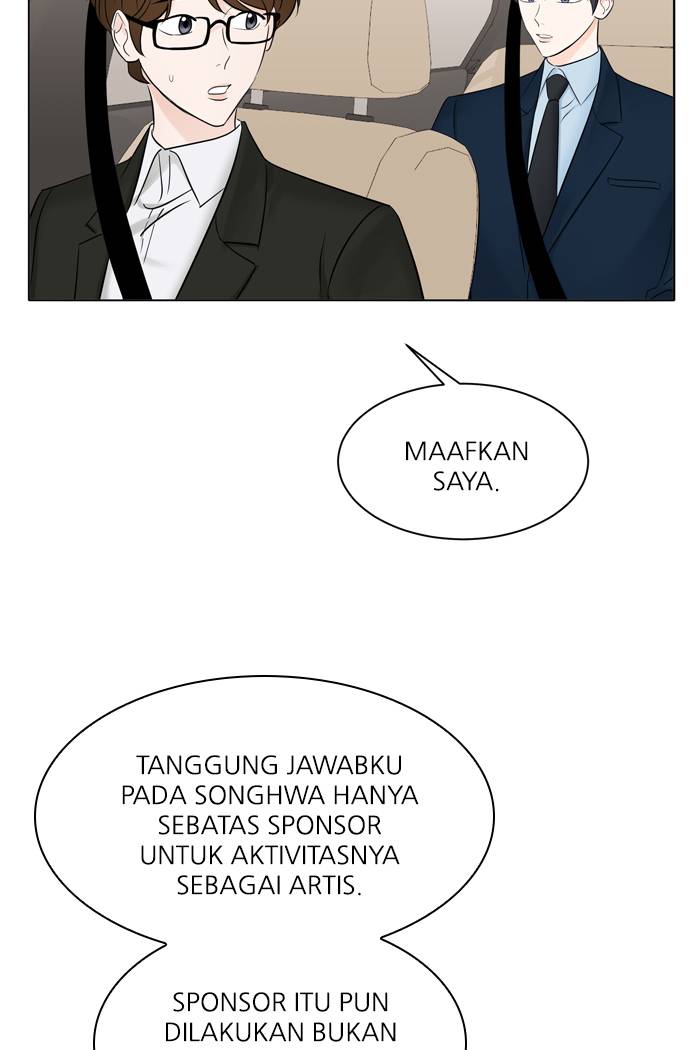 MAAFKAN
SAYA.
TANGGUNG JAWABKU
PADA SONGHWA HANYA
SEBATAS SPONSOR
UNTUK AKTIVITASNYA
SEBAGAI ARTIS.
SPONSOR ITU PUN
DILAKUKAN BUKAN